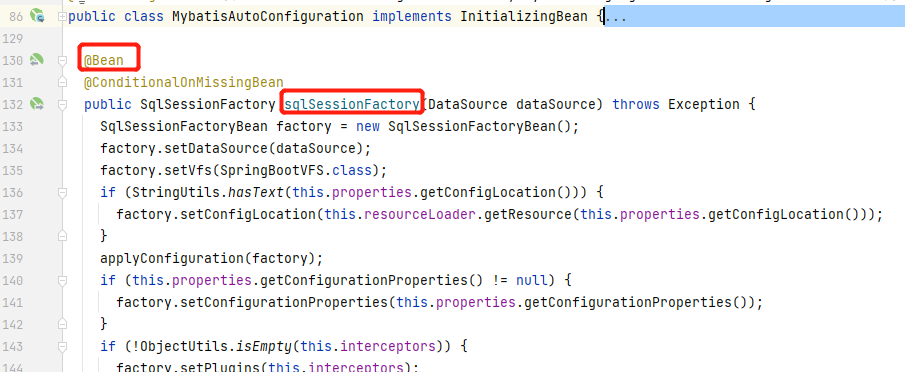 86 public class MybatisAutoConfiguration implements InitializingBean {...
129
130 @Bean
131 @ConditionalOnMissingBean
132 public SqlSessionFactory sqlSessionFactory(DataSource dataSource) throws Exception {
133 SqlSessionFactoryBean factory = new SqlSessionFactoryBean();
134 factory.setDataSource(dataSource);
135 factory.setVfs(SpringBootVFS.class);
136 if (StringUtils.hasText(this.properties.getConfigLocation())) {
137 factory.setConfigLocation(this.resourceLoader.getResource(this.properties.getConfigLocation()));
138 }
139 applyConfiguration(factory);
140 if (this.properties.getConfigurationProperties() != null) {
141 factory.setConfigurationProperties(this.properties.getConfigurationProperties());
142 }
143 if (!ObjectUtils.isEmpty(this.interceptors)) {
144 factory.setPlugins(this.interceptors);